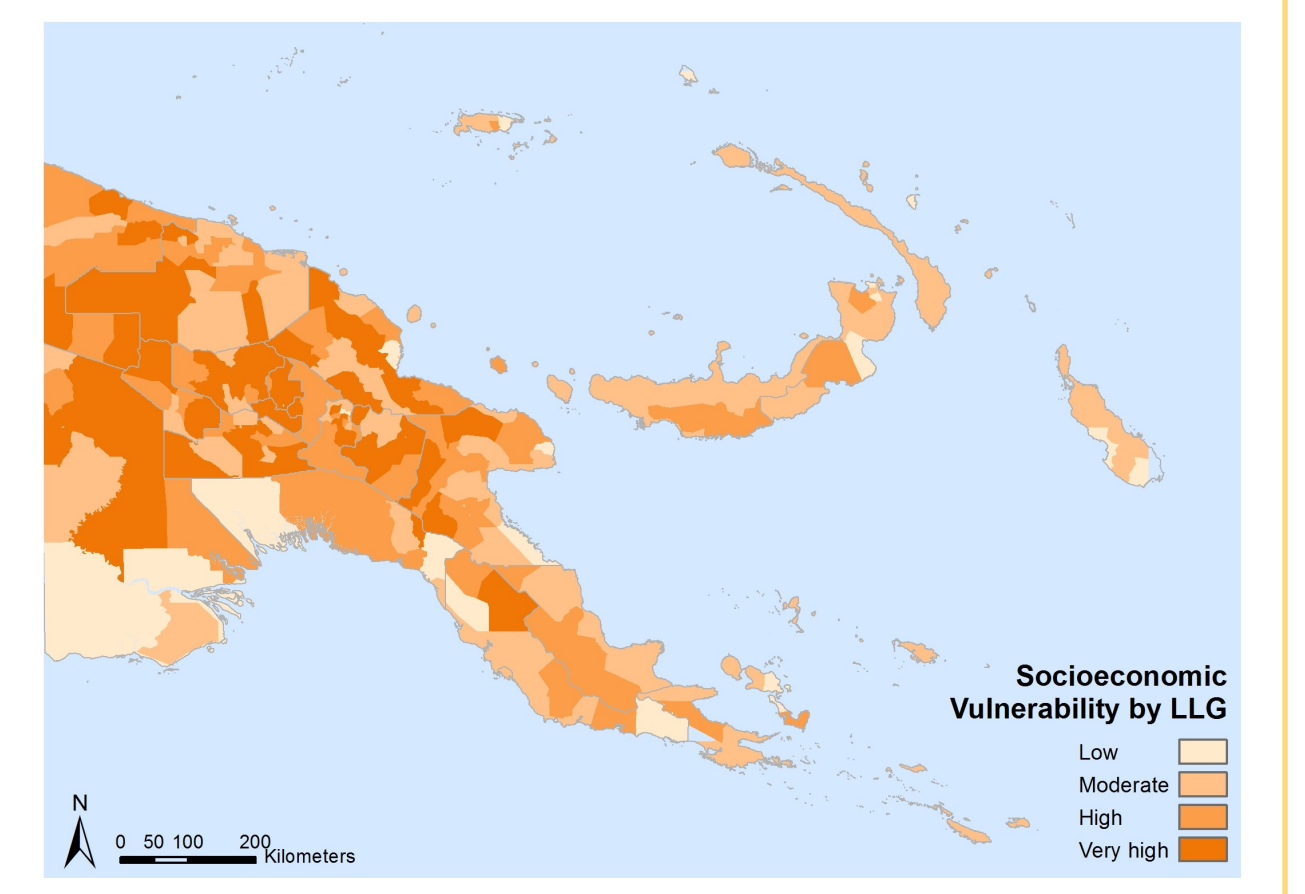 Socioeconomic
Vulnerability by LLG
Low
Moderate
High
Very high
N
0 50 100 200
Kilometers